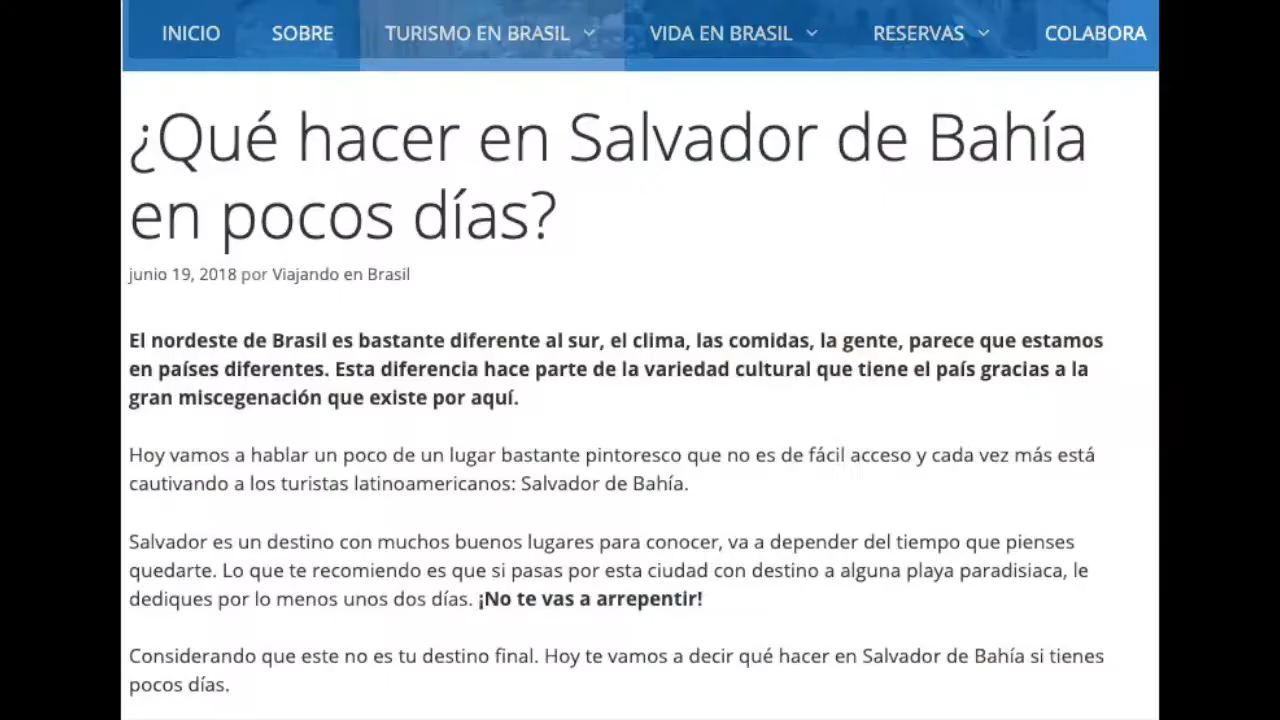 INICIO SOBRE TURISMO EN BRASIL VIDA EN BRASIL RESERVAS COLABORA
¿Qué hacer en Salvador de Bahía
en pocos días?
junio 19, 2018 por Viajando en Brasil
El nordeste de Brasil es bastante diferente al sur, el clima, las comidas, la gente, parece que estamos
en países diferentes. Esta diferencia hace parte de la variedad cultural que tiene el país gracias a la
gran miscegenación que existe por aquí.
Hoy vamos a hablar un poco de un lugar bastante pintoresco que no es de fácil acceso y cada vez más está
cautivando a los turistas latinoamericanos: Salvador de Bahía.
Salvador es un destino con muchos buenos lugares para conocer, va a depender del tiempo que pienses
quedarte. Lo que te recomiendo es que si pasas por esta ciudad con destino a alguna playa paradisiaca, le
dediques por lo menos unos dos días. ¡No te vas a arrepentir!
Considerando que este no es tu destino final. Hoy te vamos a decir qué hacer en Salvador de Bahía si tienes
pocos días.